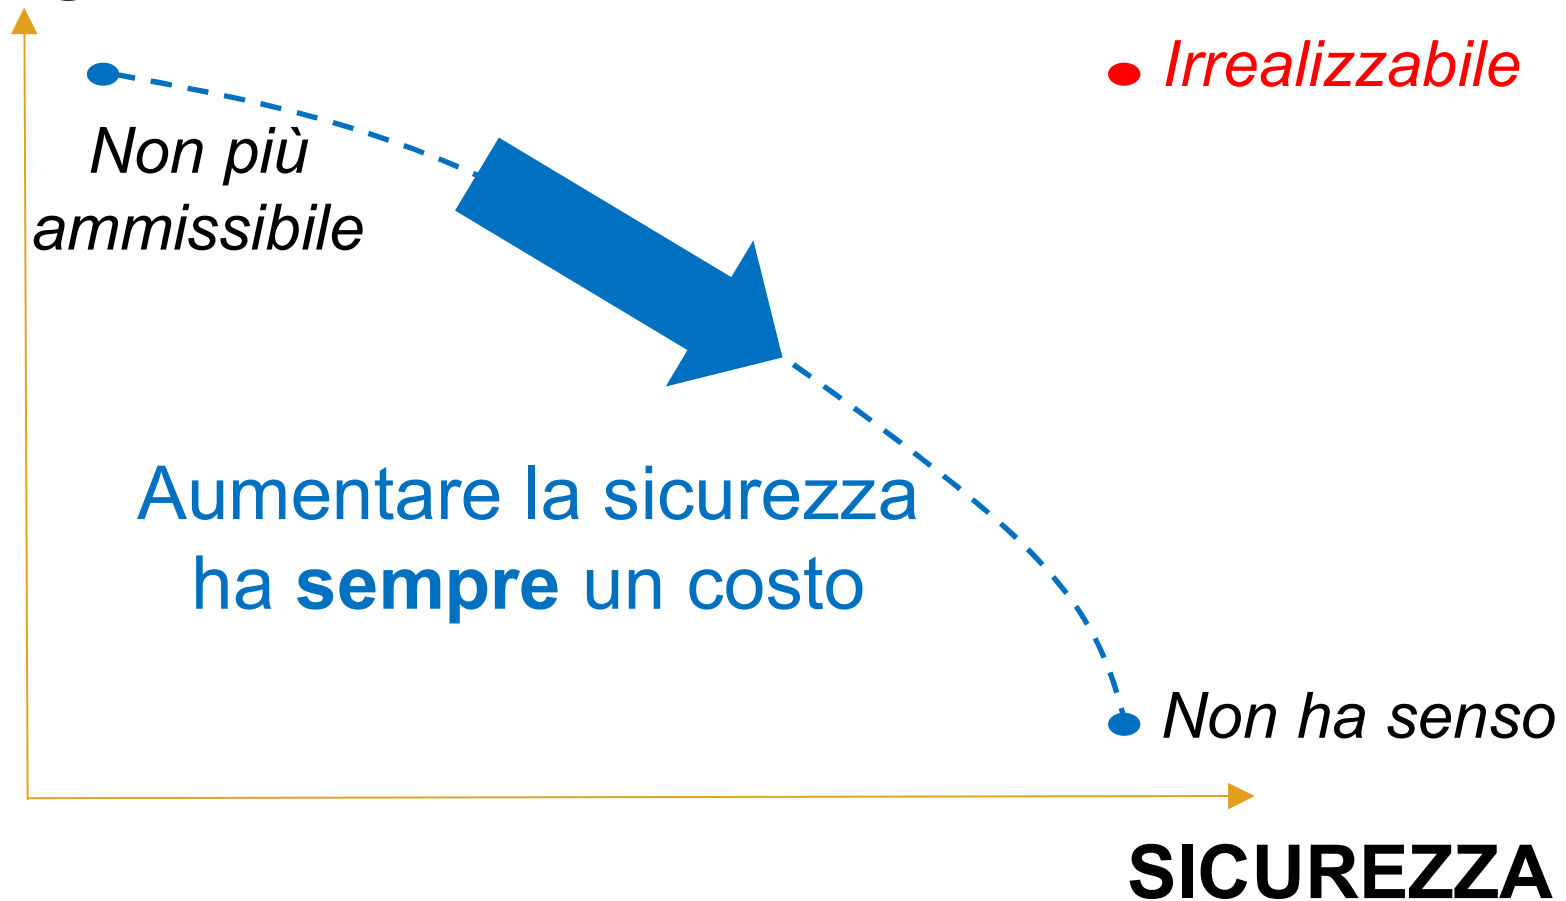 Irrealizzabile
Non più
ammissibile
Aumentare la sicurezza
ha sempre un costo
Non ha senso
SICUREZZA